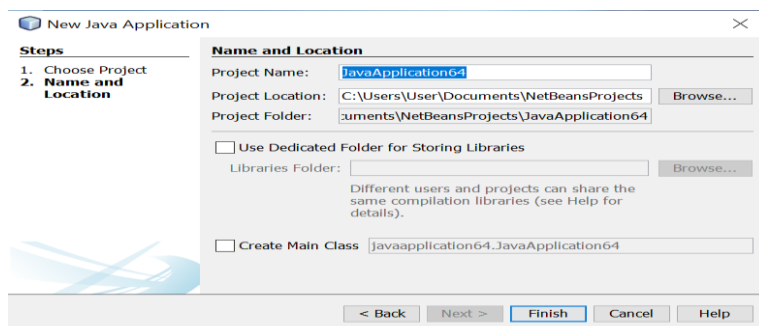 New Java Application
Steps
1. Choose Project
2. Name and
Location
Name and Location
Project Name: JavaApplication64
Project Location: C:\Users\User\Documents\NetBeansProjects Browse...
Project Folder: :uments\NetBeansProjects\JavaApplication64
Use Dedicated Folder for Storing Libraries
Libraries Folder: Browse...
Different users and projects can share the
same compilation libraries (see Help for
details).
Create Main Class javaapplication64.JavaApplication64
< Back Next > Finish Cancel Help